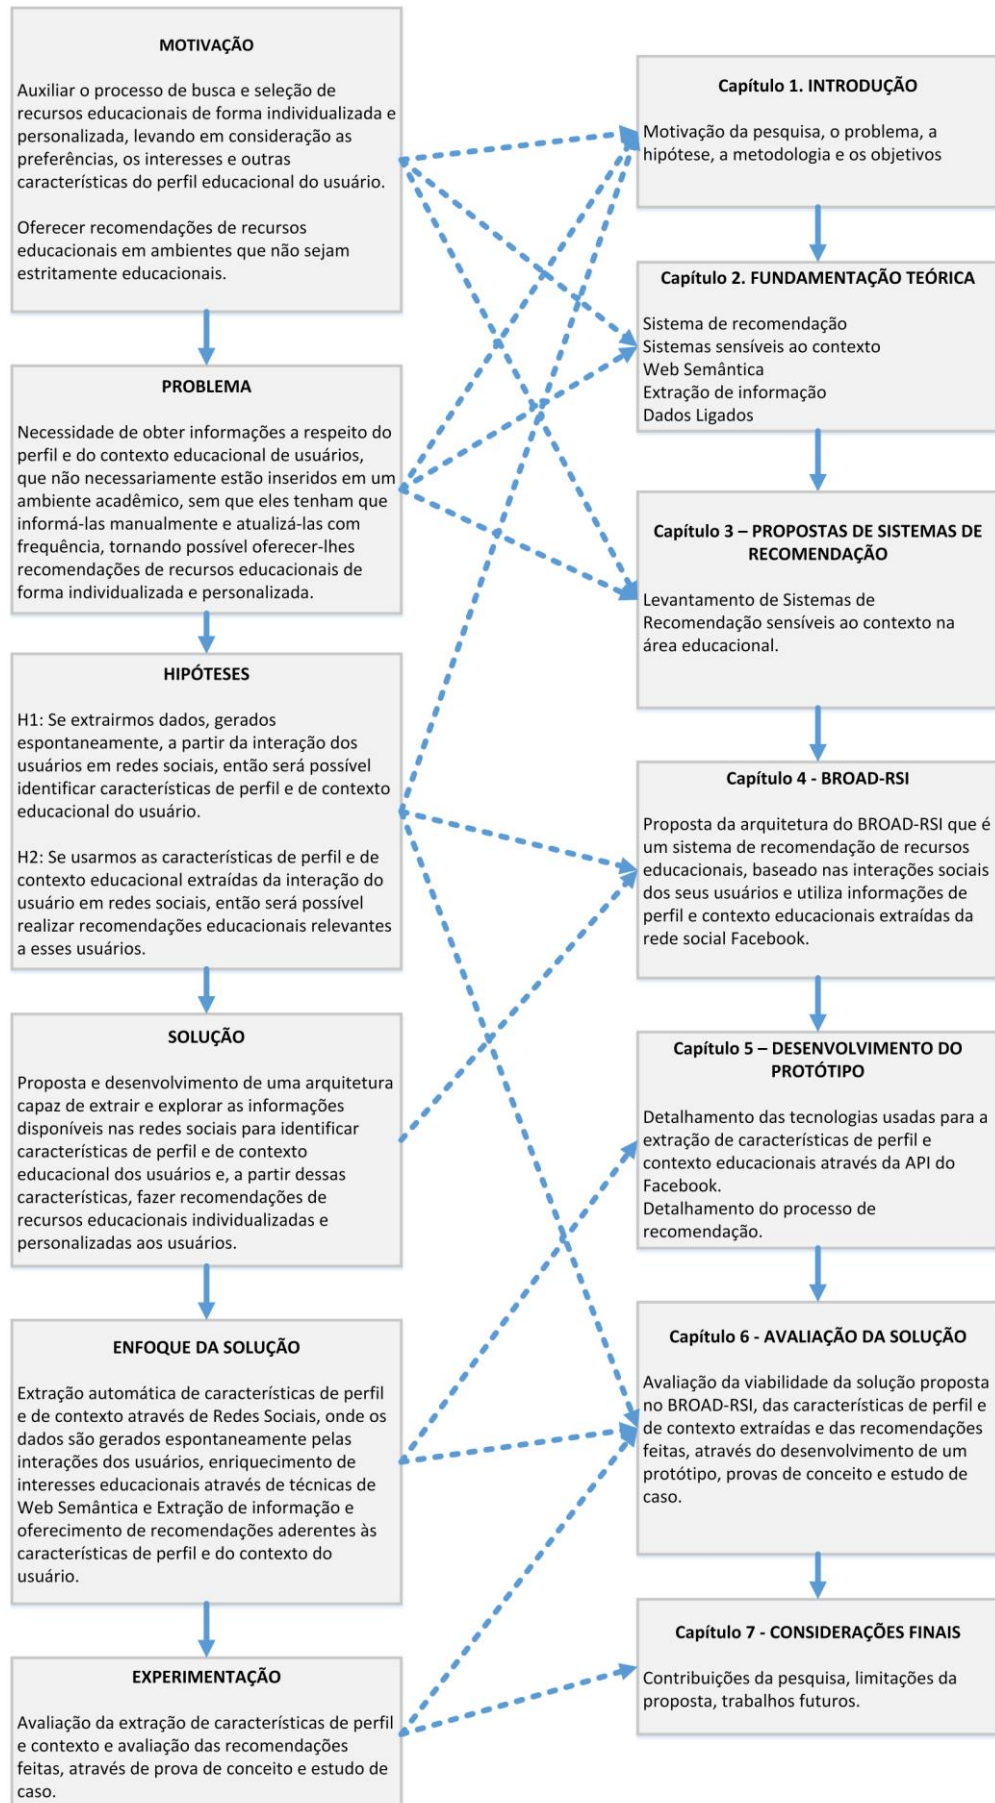 MOTIVAÇÃO
Auxiliar o processo de busca e seleção de
recursos educacionais de forma individualizada e
personalizada, levando em consideração as
preferências, os interesses e outras
características do perfil educacional do usuário.
Oferecer recomendações de recursos
educacionais em ambientes que não sejam
estritamente educacionais.
PROBLEMA
Necessidade de obter informações a respeito do
perfil e do contexto educacional de usuários,
que não necessariamente estão inseridos em um
ambiente acadêmico, sem que eles tenham que
informá-las manualmente e atualizá-las com
frequência, tornando possível oferecer-lhes
recomendações de recursos educacionais de
forma individualizada e personalizada.
HIPÓTESES
H1: Se extrairmos dados, gerados
espontaneamente, a partir da interação dos
usuários em redes sociais, então será possível
identificar características de perfil e de contexto
educacional do usuário.
H2: Se usarmos as características de perfil e de
contexto educacional extraídas da interação do
usuário em redes sociais, então será possível
realizar recomendações educacionais relevantes
a esses usuários.
SOLUÇÃO
Proposta e desenvolvimento de uma arquitetura
capaz de extrair e explorar as informações
disponíveis nas redes sociais para identificar
características de perfil e de contexto
educacional dos usuários e, a partir dessas
características, fazer recomendações de
recursos educacionais individualizadas e
personalizadas aos usuários.
ENFOQUE DA SOLUÇÃO
Extração automática de características de perfil
e de contexto através de Redes Sociais, onde os
dados são gerados espontaneamente pelas
interações dos usuários, enriquecimento de
interesses educacionais através de técnicas de
Web Semântica e Extração de informação e
oferecimento de recomendações aderentes às
características de perfil e do contexto do
usuário.
EXPERIMENTAÇÃO
Avaliação da extração de características de perfil
e contexto e avaliação das recomendações
feitas, através de prova de conceito e estudo de
caso.
Capítulo 1. INTRODUÇÃO
Motivação da pesquisa, o problema, a
hipótese, a metodologia e os objetivos
Capítulo 2. FUNDAMENTAÇÃO TEÓRICA
Sistema de recomendação
Sistemas sensíveis ao contexto
Web Semântica
Extração de informação
Dados Ligados
Capítulo 3 – PROPOSTAS DE SISTEMAS DE
RECOMENDAÇÃO
Levantamento de Sistemas de
Recomendação sensíveis ao contexto na
área educacional.
Capítulo 4 - BROAD-RSI
Proposta da arquitetura do BROAD-RSI que é
um sistema de recomendação de recursos
educacionais, baseado nas interações sociais
dos seus usuários e utiliza informações de
perfil e contexto educacionais extraídas da
rede social Facebook.
Capítulo 5 – DESENVOLVIMENTO DO
PROTÓTIPO
Detalhamento das tecnologias usadas para a
extração de características de perfil e
contexto educacionais através da API do
Facebook.
Detalhamento do processo de
recomendação.
Capítulo 6 - AVALIAÇÃO DA SOLUÇÃO
Avaliação da viabilidade da solução proposta
no BROAD-RSI, das características de perfil e
de contexto extraídas e das recomendações
feitas, através do desenvolvimento de um
protótipo, provas de conceito e estudo de
caso.
Capítulo 7 - CONSIDERAÇÕES FINAIS
Contribuições da pesquisa, limitações da
proposta, trabalhos futuros.